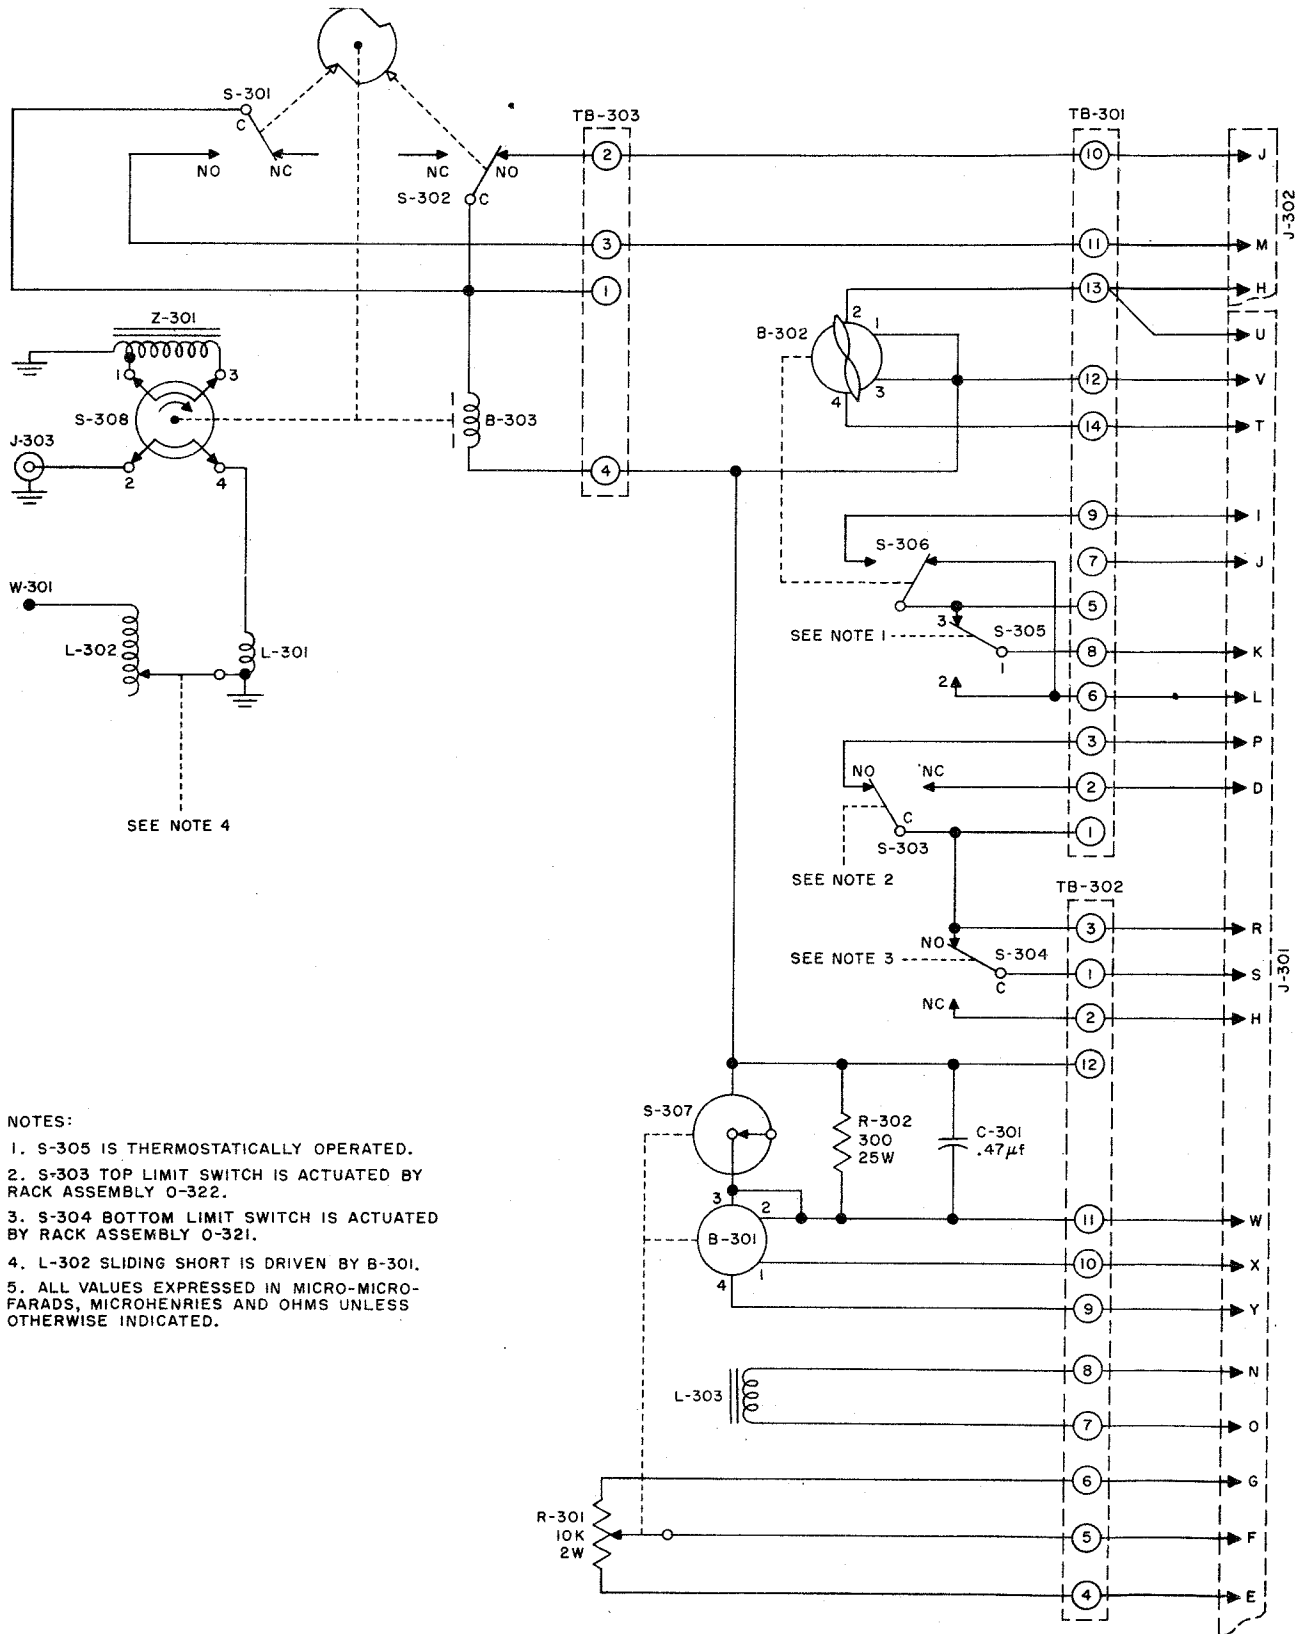 S-301
C
NO
NC
NC
NO
S-302
C
TB-303
2
3
1
4
TB-301
10
11
13
12
14
9
7
5
8
6
3
2
1
J
M
H
J-302
U
V
T
I
J
K
L
P
D
Z-301
1
3
S-308
J-303
2
4
B-303
B-302
2
1
3
4
W-301
L-302
L-301
SEE NOTE 4
S-306
3
S-305
SEE NOTE 1
1
2
NO
NC
C
S-303
SEE NOTE 2
TB-302
3
1
2
12
11
10
9
8
7
6
5
4
R
S
H
J-301
NO
S-304
SEE NOTE 3
C
NC
S-307
R-302
300
25W
C-301
.47µf
3
2
B-301
1
4
W
X
Y
L-303
N
O
G
F
E
R-301
10K
2W
NOTES:
1. S-305 IS THERMOSTATICALLY OPERATED.
2. S-303 TOP LIMIT SWITCH IS ACTUATED BY
RACK ASSEMBLY O-322.
3. S-304 BOTTOM LIMIT SWITCH IS ACTUATED
BY RACK ASSEMBLY O-321.
4. L-302 SLIDING SHORT IS DRIVEN BY B-301.
5. ALL VALUES EXPRESSED IN MICRO-MICRO-
FARADS, MICROHENRIES AND OHMS UNLESS
OTHERWISE INDICATED.